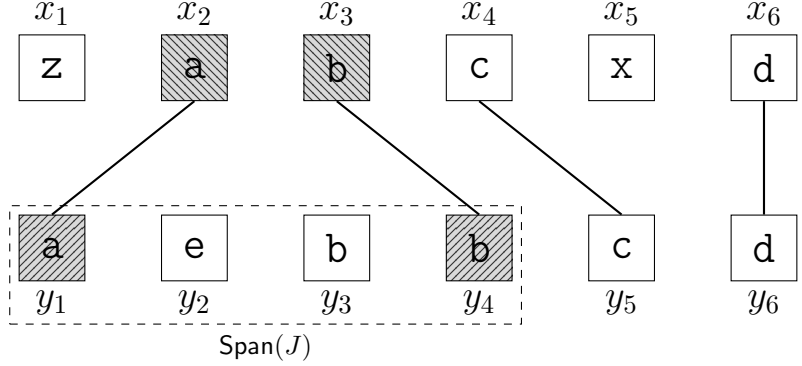 x₁ x₂ x₃ x₄ x₅ x₆
z a b c x d
a e b b c d
y₁ y₂ y₃ y₄ y₅ y₆
Span(J)